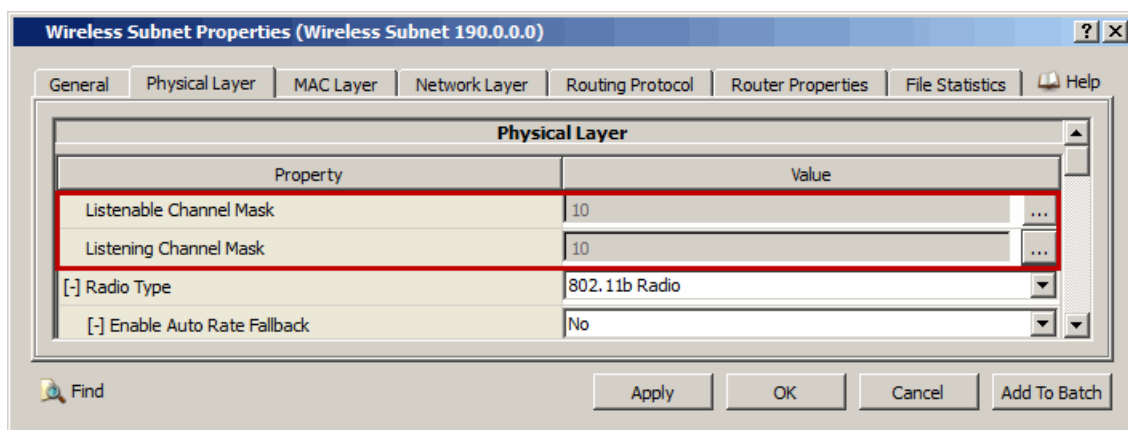 Wireless Subnet Properties (Wireless Subnet 190.0.0.0) ? X
General Physical Layer MAC Layer Network Layer Routing Protocol Router Properties File Statistics Help
Physical Layer
Property Value
Listenable Channel Mask 10 ...
Listening Channel Mask 10 ...
[-] Radio Type 802.11b Radio
[-] Enable Auto Rate Fallback No
Find Apply OK Cancel Add To Batch